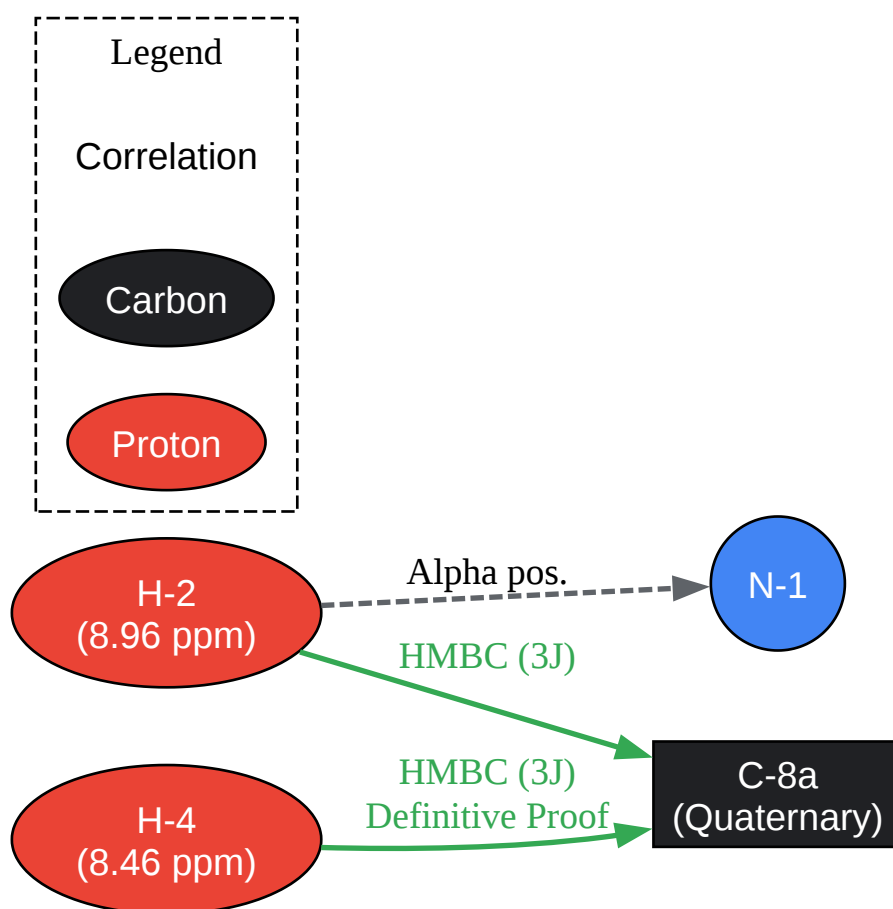 Legend
Correlation
Carbon
Proton
H-2
(8.96 ppm)
Alpha pos.
N-1
HMBC (3J)
HMBC (3J)
Definitive Proof
C-8a
(Quaternary)
H-4
(8.46 ppm)